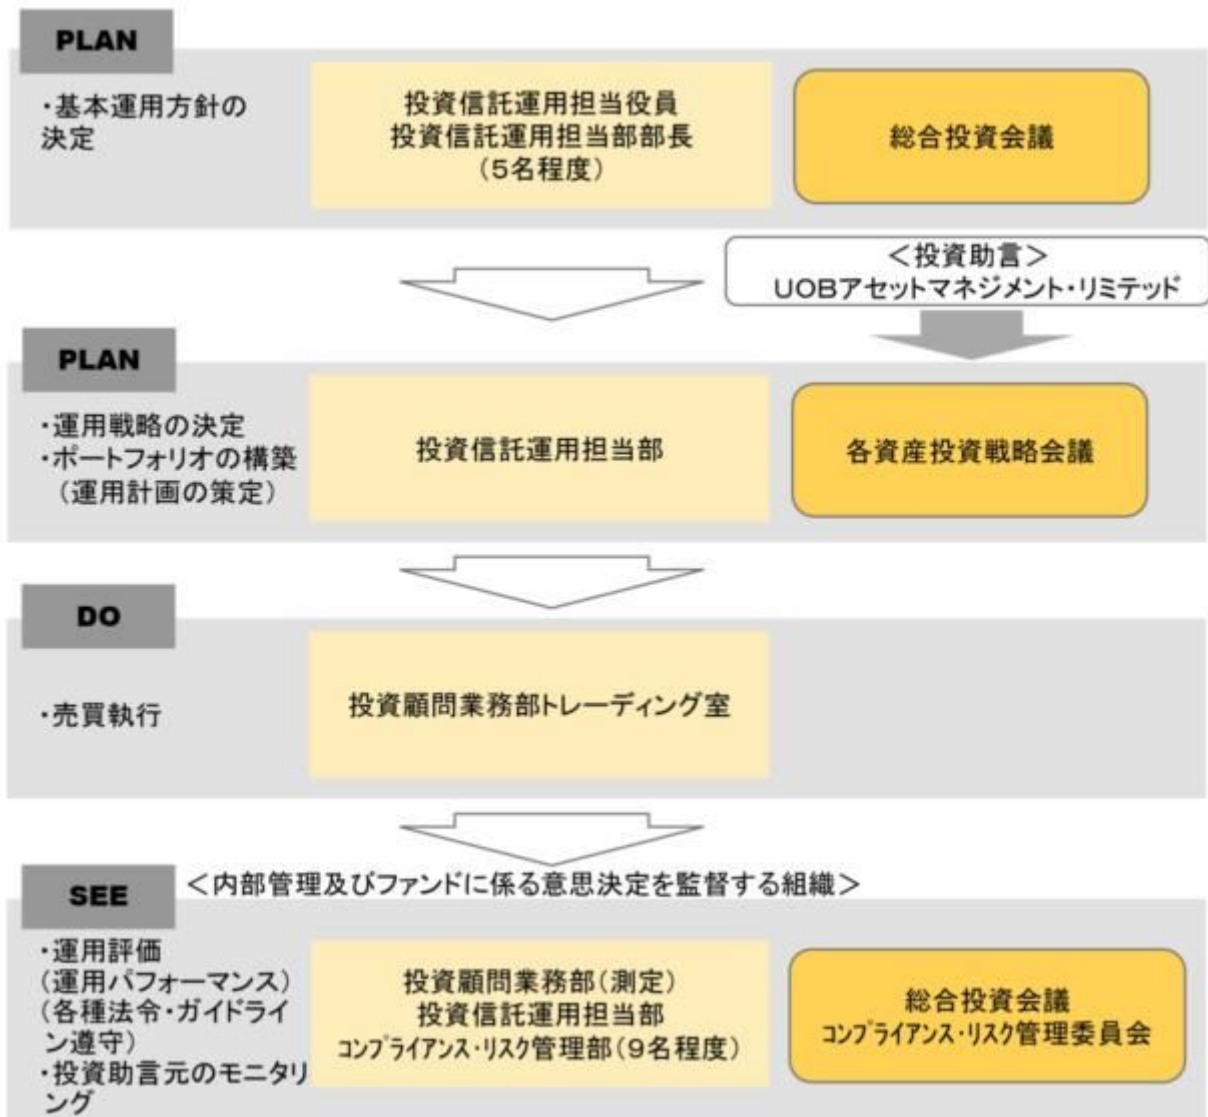 PLAN
・基本運用方針の
決定
投資信託運用担当役員
投資信託運用担当部部長
(5名程度)
総合投資会議
<投資助言>
UOBアセットマネジメント・リミテッド
PLAN
・運用戦略の決定
・ポートフォリオの構築
(運用計画の策定)
投資信託運用担当部
各資産投資戦略会議
DO
・売買執行
投資顧問業務部トレーディング室
SEE
<内部管理及びファンドに係る意思決定を監督する組織>
・運用評価
(運用パフォーマンス)
(各種法令・ガイドライ
ン遵守)
・投資助言元のモニタリ
ング
投資顧問業務部(測定)
投資信託運用担当部
コンプライアンス・リスク管理部(9名程度)
総合投資会議
コンプライアンス・リスク管理委員会